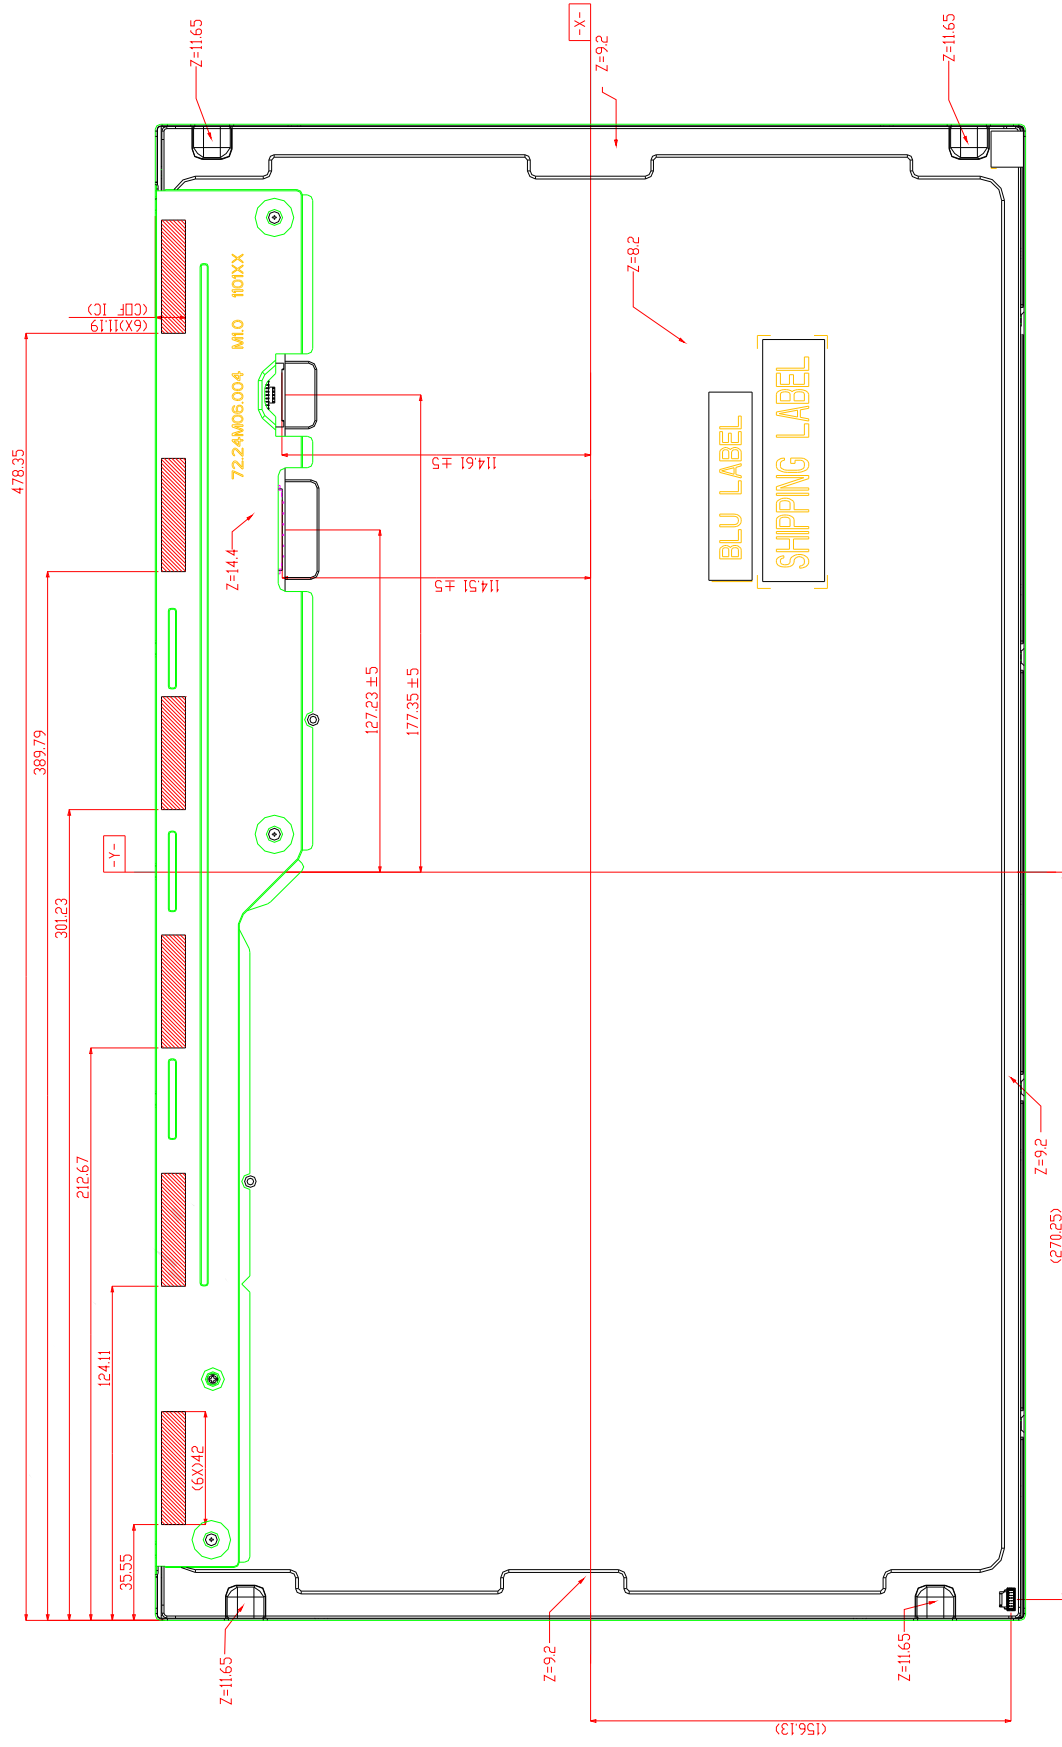 Z=11.65
-X-
Z=9.2
Z=11.65
(6X)11.19
(COF IC)
72.24M06.004 M1.0 1101XX
Z=8.2
478.35
114.61 ±5
Z=14.4
114.51 ±5
BLU LABEL
SHIPPING LABEL
127.23 ±5
177.35 ±5
389.79
-Y-
301.23
212.67
Z=9.2
(270.25)
124.11
(6X)42
35.55
Z=11.65
Z=9.2
Z=11.65
(156.13)